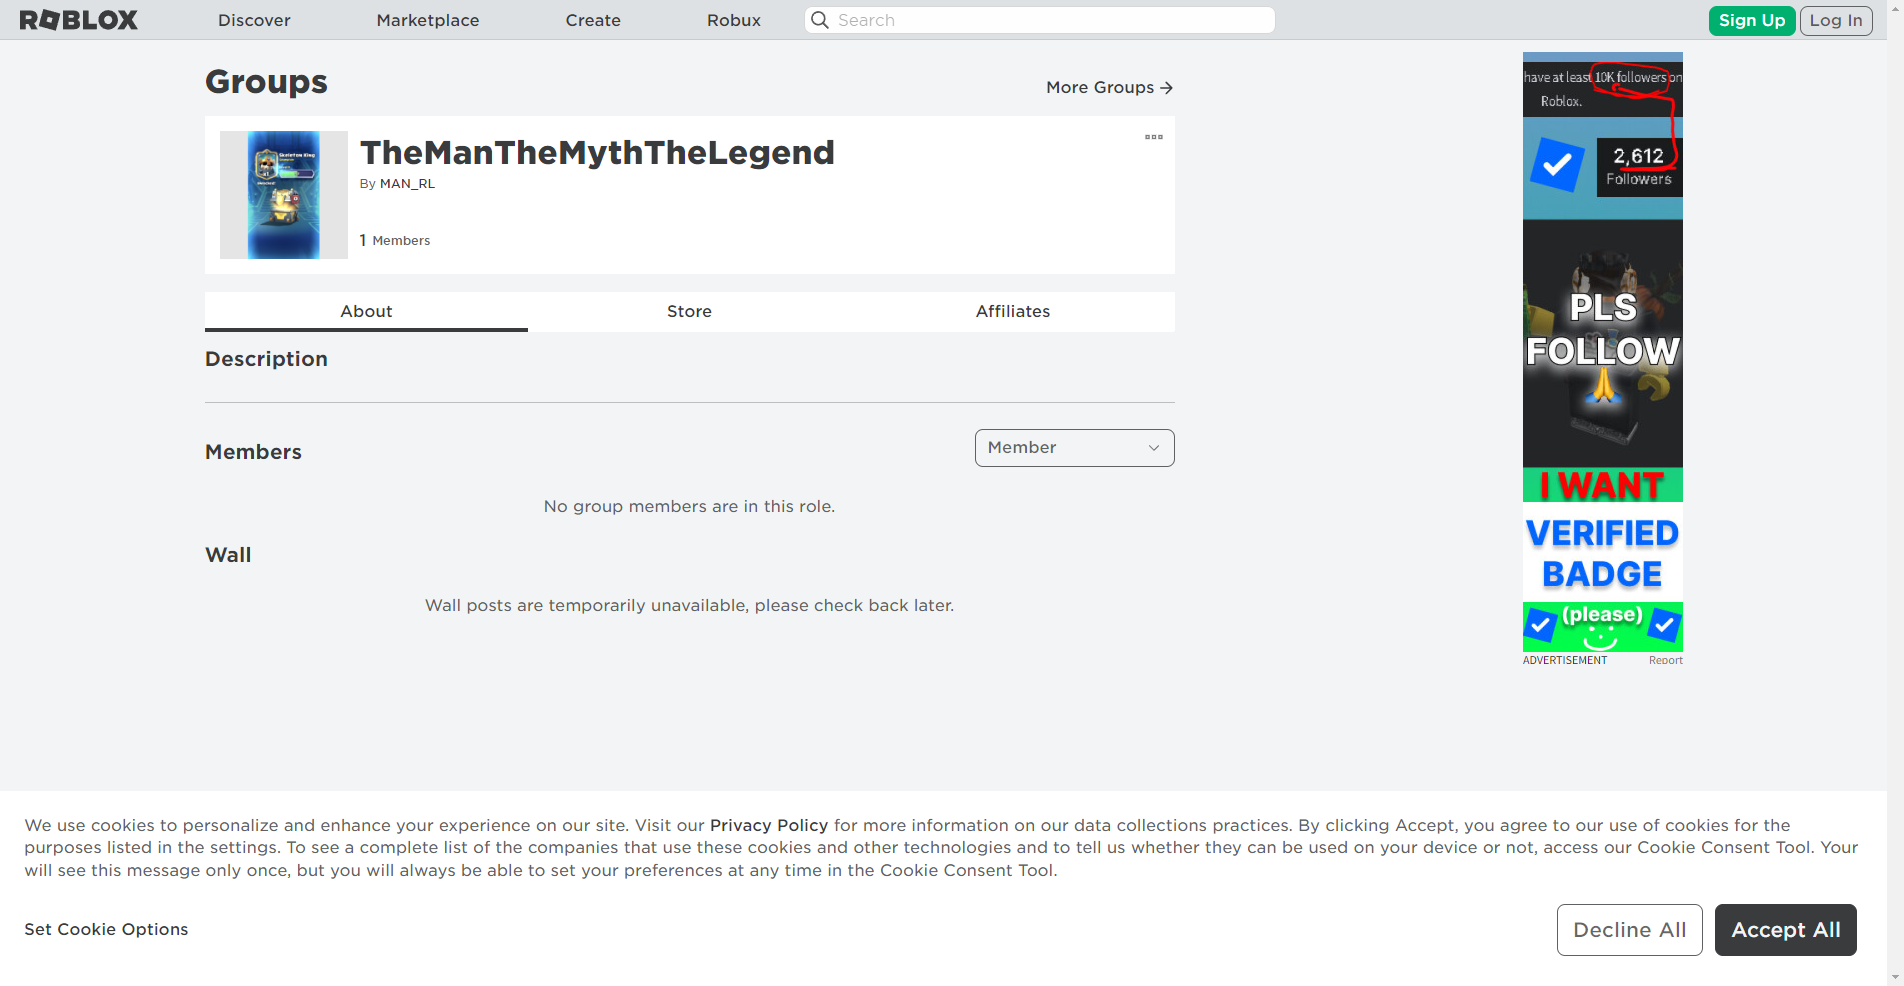 ROBLOX
Discover
Marketplace
Create
Robux
Search
Sign Up
Log In
Groups
More Groups
Skeleton King
TheManTheMythTheLegend
By MAN_RL
1 Members
About
Store
Affiliates
Description
Members
Member
No group members are in this role.
Wall
Wall posts are temporarily unavailable, please check back later.
have at least 10K followers on
Roblox.
2,612
Followers
PLS
FOLLOW
I WANT
VERIFIED
BADGE
(please)
ADVERTISEMENT
Report
We use cookies to personalize and enhance your experience on our site. Visit our Privacy Policy for more information on our data collections practices. By clicking Accept, you agree to our use of cookies for the
purposes listed in the settings. To see a complete list of the companies that use these cookies and other technologies and to tell us whether they can be used on your device or not, access our Cookie Consent Tool. Your
will see this message only once, but you will always be able to set your preferences at any time in the Cookie Consent Tool.
Set Cookie Options
Decline All
Accept All